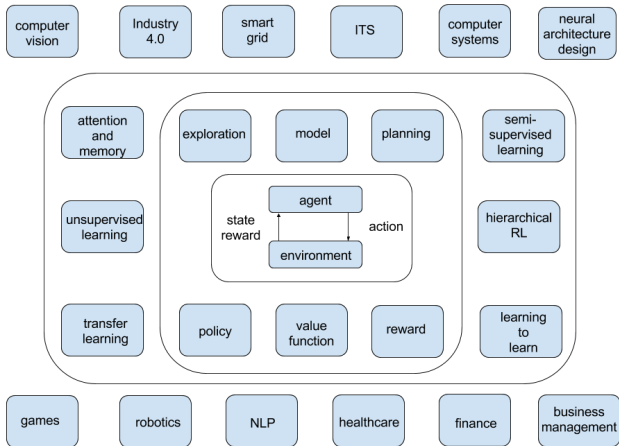 computer
vision
Industry
4.0
smart
grid
ITS
computer
systems
neural
architecture
design
attention
and
memory
exploration
model
planning
semi-
supervised
learning
agent
unsupervised
learning
state
reward
action
hierarchical
RL
environment
transfer
learning
policy
value
function
reward
learning
to
learn
games
robotics
NLP
healthcare
finance
business
management